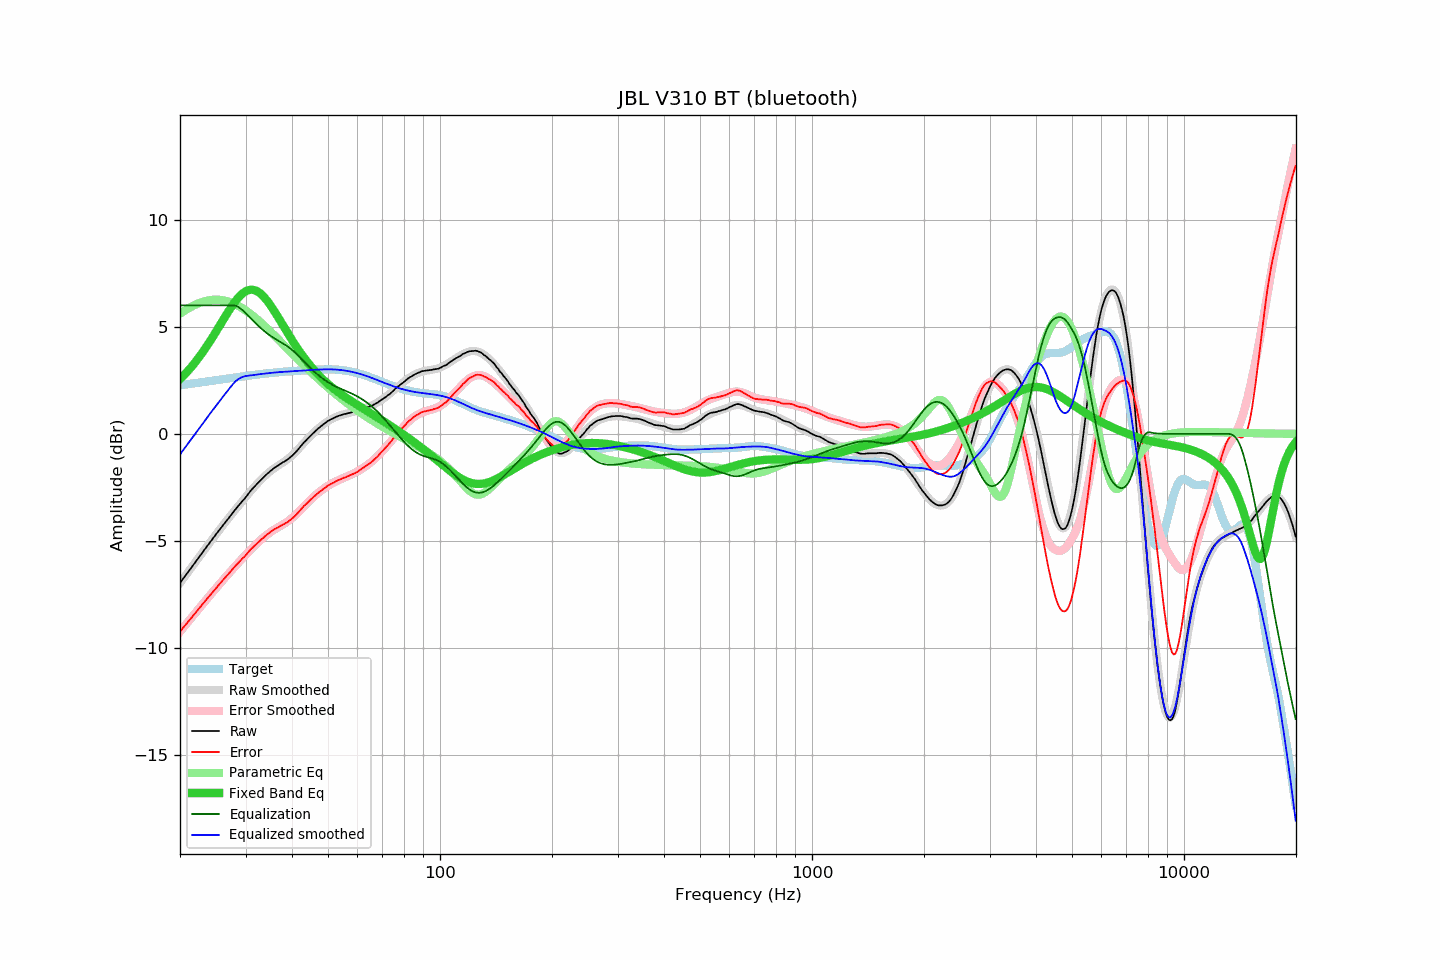 JBL V310 BT (bluetooth)
10
5
0
−5
−10
−15
Amplitude (dBr)
Target
Raw Smoothed
Error Smoothed
Raw
Error
Parametric Eq
Fixed Band Eq
Equalization
Equalized smoothed
100
1000
10000
Frequency (Hz)